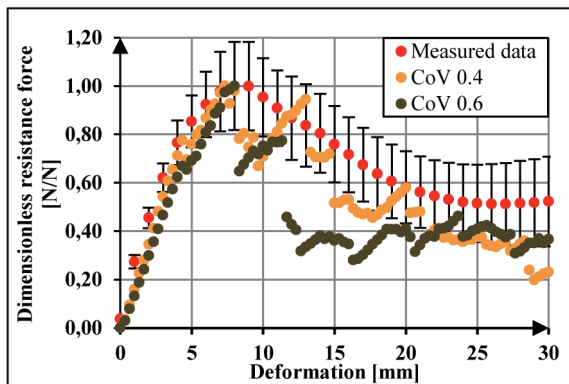 1,20
1,00
0,80
0,60
0,40
0,20
0,00
Dimensionless resistance force
[N/N]
Measured data
CoV 0.4
CoV 0.6
0 5 10 15 20 25 30
Deformation [mm]